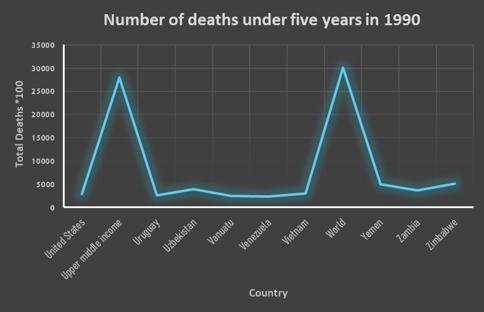 Number of deaths under five years in 1990
Total Deaths *100
35000
30000
25000
20000
15000
10000
5000
0
United States
Upper middle income
Uruguay
Uzbekistan
Vanuatu
Venezuela
Vietnam
World
Yemen
Zambia
Zimbabwe
Country